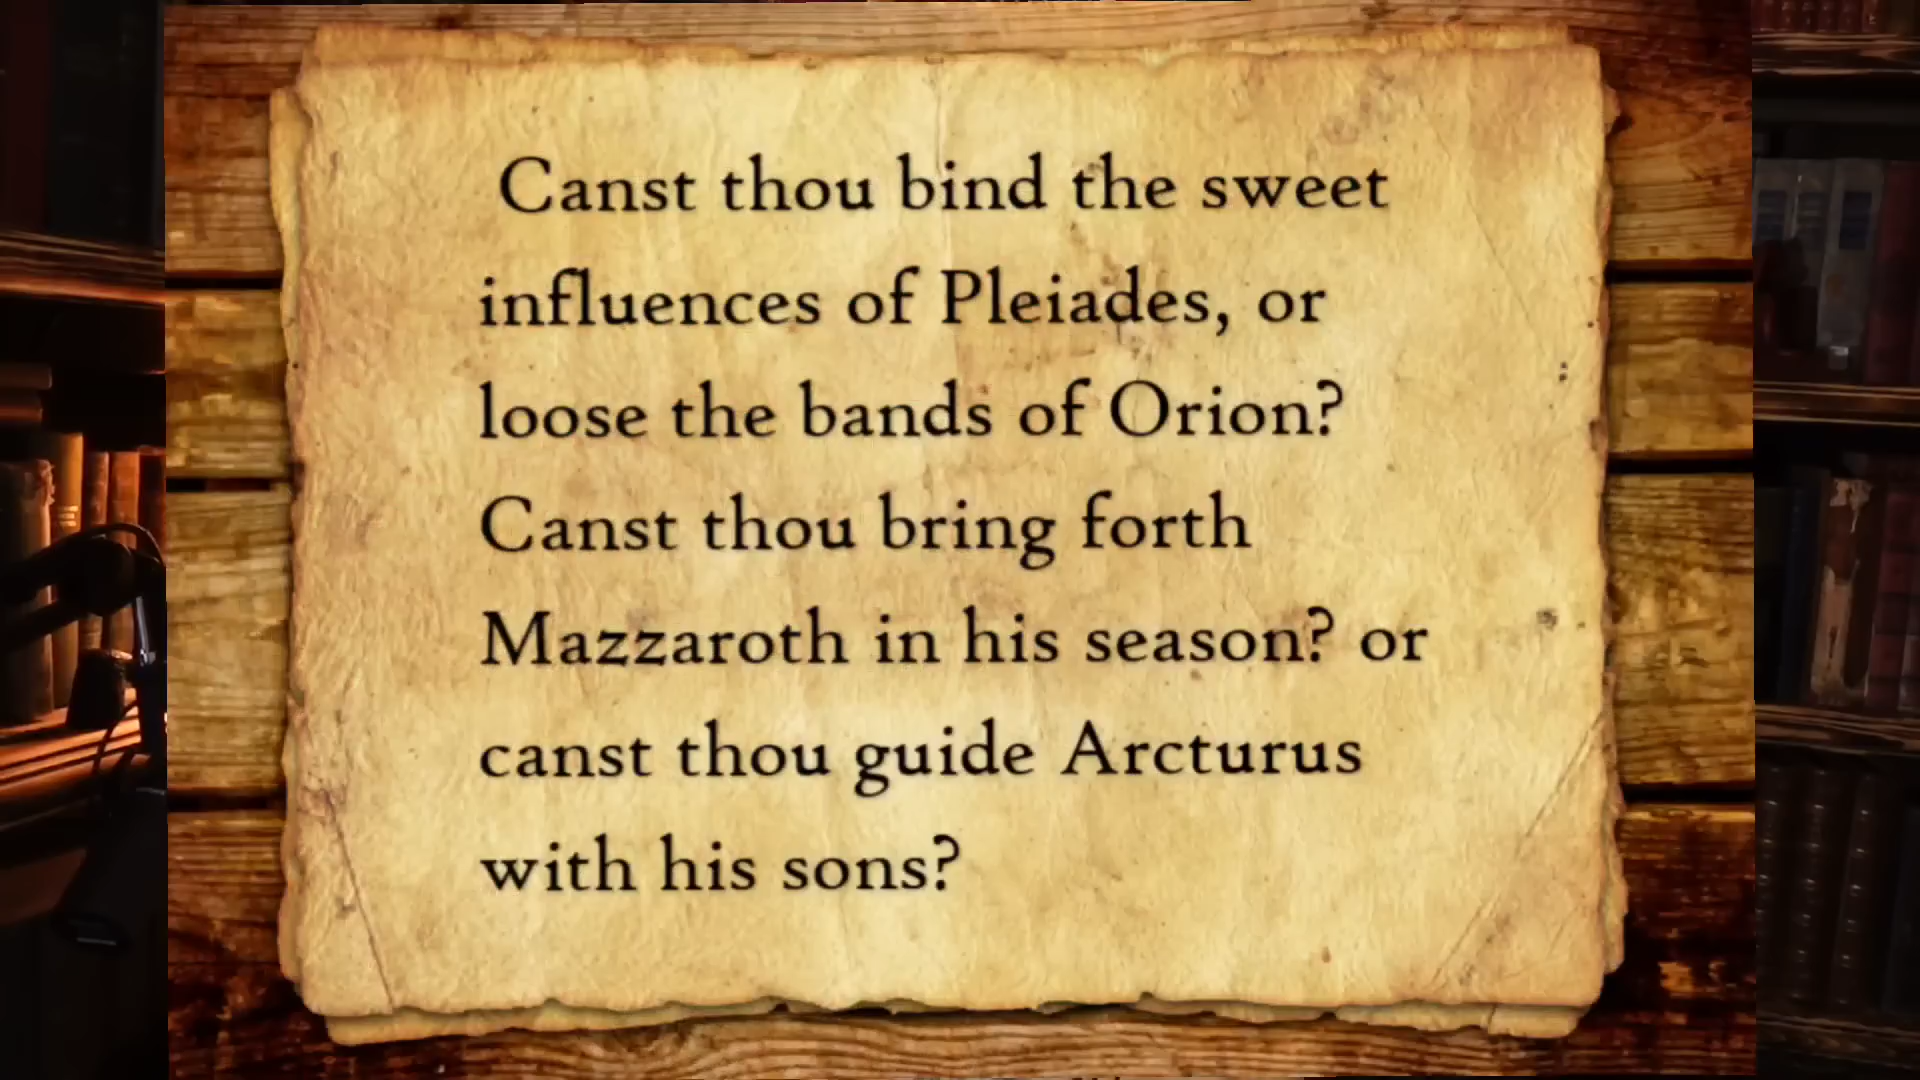 Canst thou bind the sweet
influences of Pleiades, or
loose the bands of Orion?
Canst thou bring forth
Mazzaroth in his season? or
canst thou guide Arcturus
with his sons?